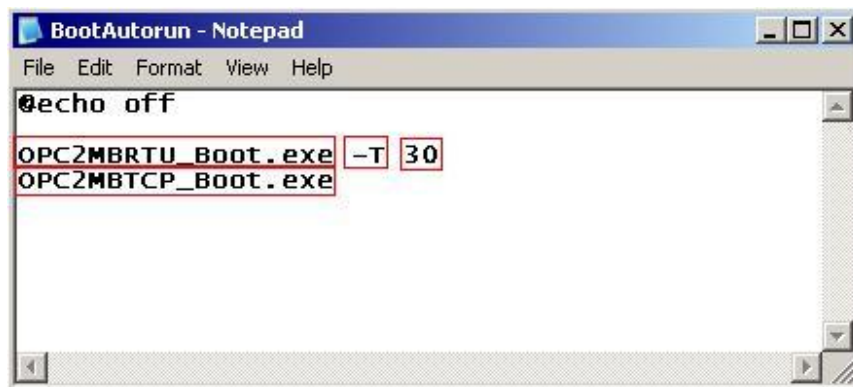 BootAutorun - Notepad
File Edit Format View Help
@echo off
OPC2MBRTU_Boot.exe -T 30
OPC2MBTCP_Boot.exe